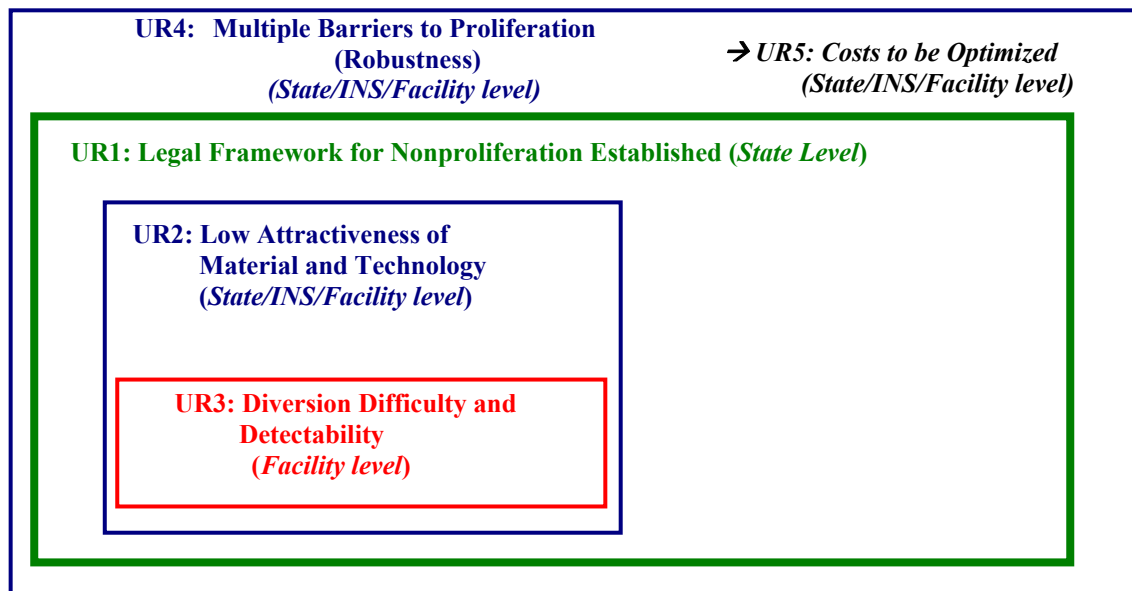 UR4: Multiple Barriers to Proliferation
(Robustness)
(State/INS/Facility level)
→ UR5: Costs to be Optimized
(State/INS/Facility level)
UR1: Legal Framework for Nonproliferation Established (State Level)
UR2: Low Attractiveness of
Material and Technology
(State/INS/Facility level)
UR3: Diversion Difficulty and
Detectability
(Facility level)